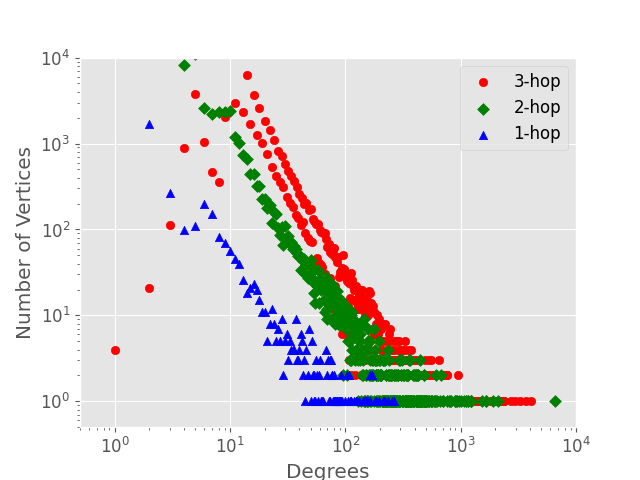 10⁴
10³
10²
10¹
10⁰
Number of Vertices
3-hop
2-hop
1-hop
10⁰ 10¹ 10² 10³ 10⁴
Degrees